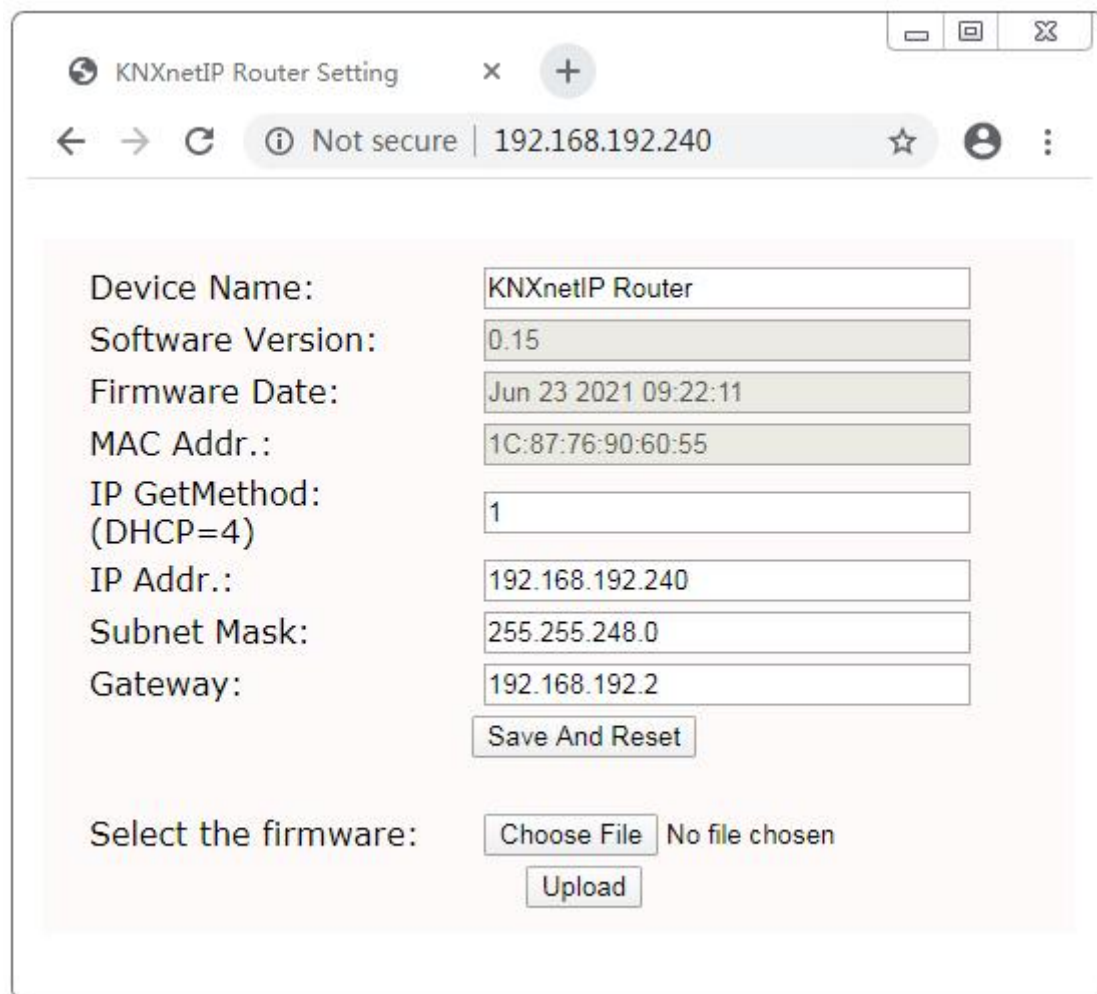 KNXnetIP Router Setting
Not secure | 192.168.192.240
Device Name: KNXnetIP Router
Software Version: 0.15
Firmware Date: Jun 23 2021 09:22:11
MAC Addr.: 1C:87:76:90:60:55
IP GetMethod:
(DHCP=4) 1
IP Addr.: 192.168.192.240
Subnet Mask: 255.255.248.0
Gateway: 192.168.192.2
Save And Reset
Select the firmware: Choose File No file chosen
Upload